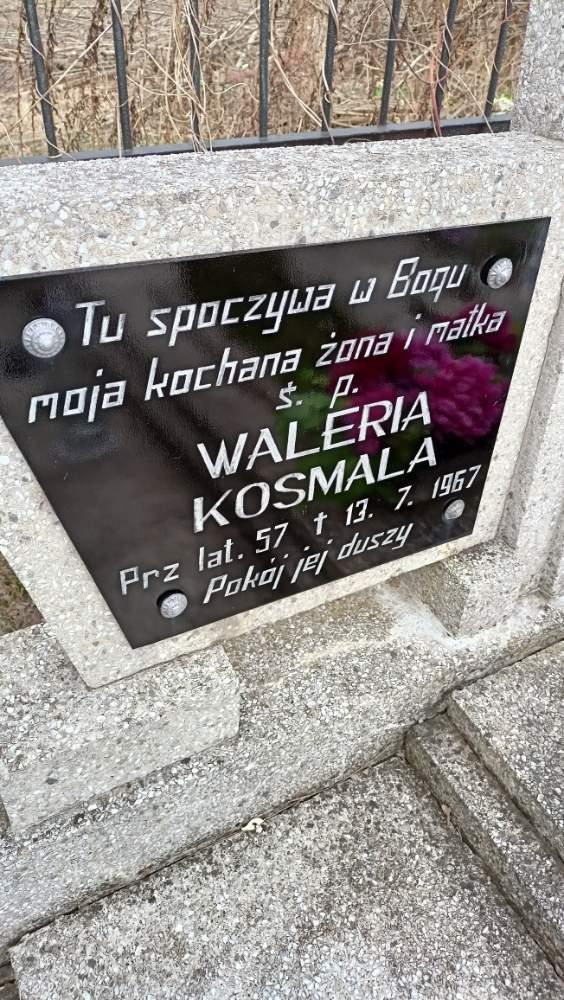 Tu spoczywa w Bogu
moja kochana żona i matka
ś. p.
WALERIA
KOSMALA
Prz lat. 57 † 13. 7. 1967
Pokój jej duszy